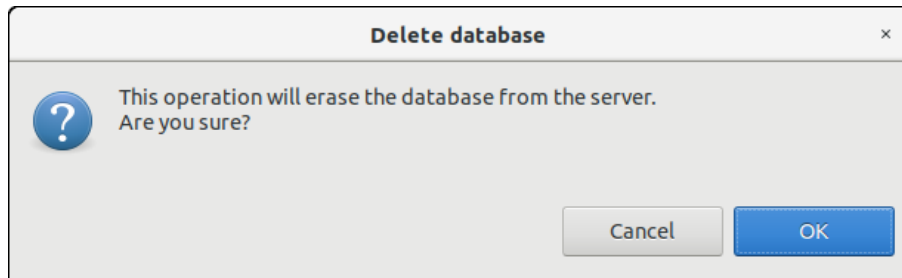 Delete database
This operation will erase the database from the server.
Are you sure?
Cancel
OK